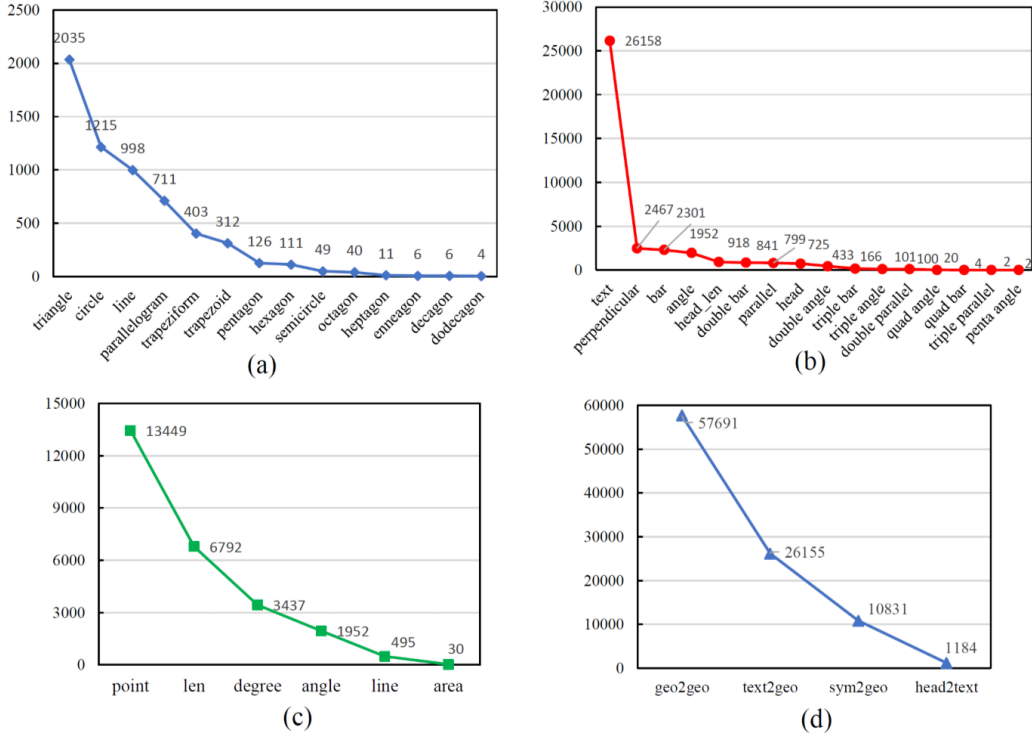 2500
2000
1500
1000
500
0
2035
1215
998
711
403
312
126
111
49
40
11
6
6
4
triangle
circle
line
parallelogram
trapeziform
trapezoid
pentagon
hexagon
semicircle
octagon
heptagon
enneagon
decagon
dodecagon
(a)
30000
25000
20000
15000
10000
5000
0
26158
2467
2301
1952
918
841
799
725
433
166
101
100
20
4
2
2
text
perpendicular
bar
angle
head_len
double bar
parallel
head
double angle
triple bar
triple angle
double parallel
quad angle
quad bar
triple parallel
penta angle
(b)
15000
12000
9000
6000
3000
0
13449
6792
3437
1952
495
30
point len degree angle line area
(c)
60000
50000
40000
30000
20000
10000
0
57691
26155
10831
1184
geo2geo text2geo sym2geo head2text
(d)